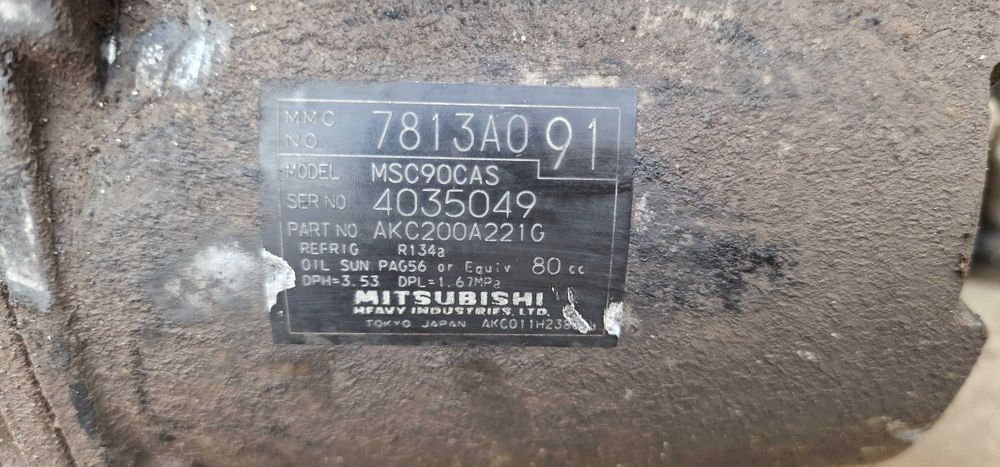 MMC NO. 7813A091
MODEL MSC90CAS
SER NO. 4035049
PART NO AKC200A221G
REFRIG R134a
OIL SUN PAG56 or Equiv 80 cc
DPH=3.53 DPL=1.67MPa
MITSUBISHI
HEAVY INDUSTRIES, LTD.
TOKYO JAPAN